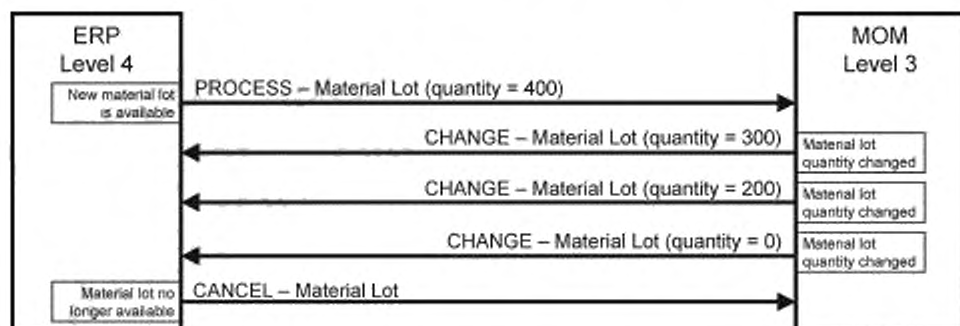 ERP
Level 4
MOM
Level 3
New material lot
is available
PROCESS – Material Lot (quantity = 400)
CHANGE – Material Lot (quantity = 300)
Material lot
quantity changed
CHANGE – Material Lot (quantity = 200)
Material lot
quantity changed
CHANGE – Material Lot (quantity = 0)
Material lot
quantity changed
Material lot no
longer available
CANCEL – Material Lot